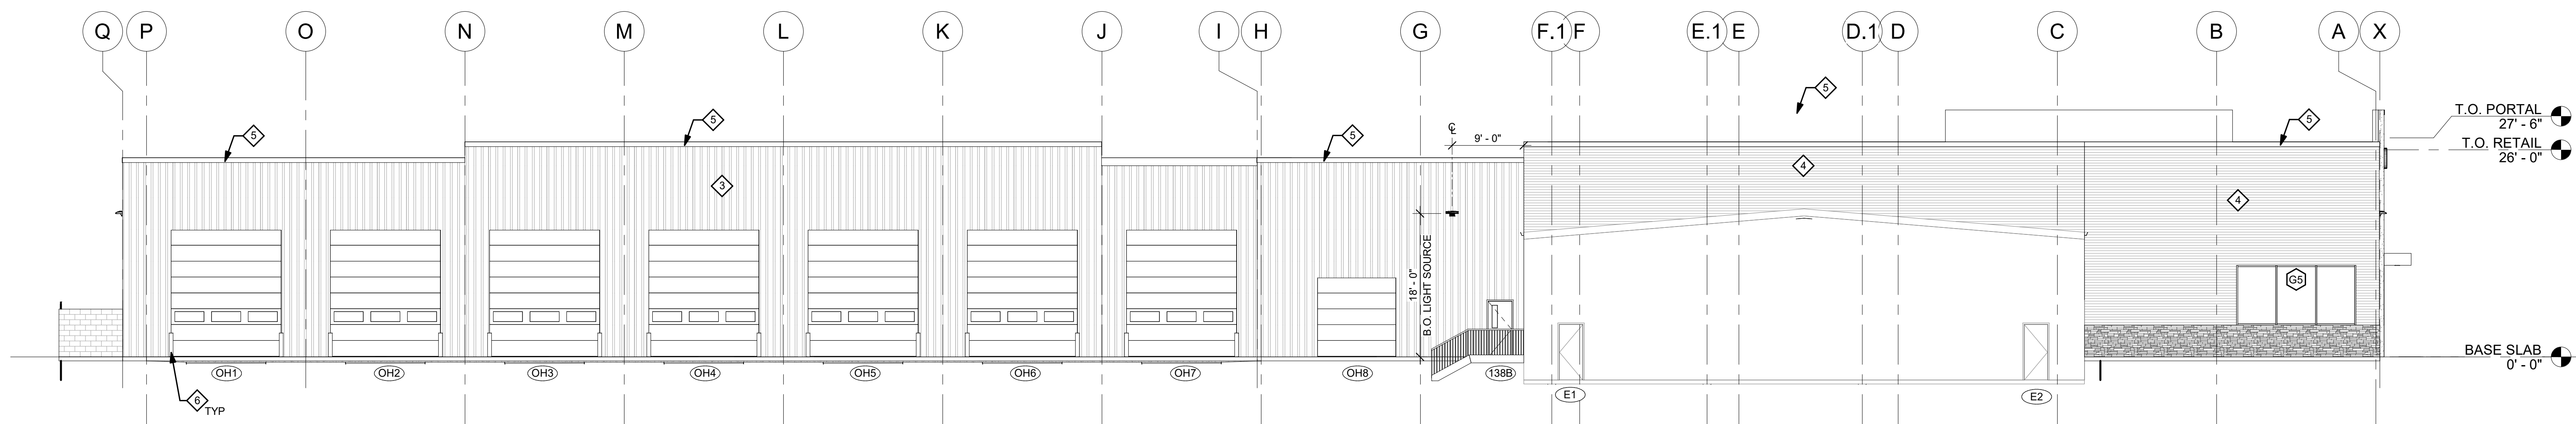 Q P O N M L K J I H G F.1 F E.1 E D.1 D C B A X
5
5
5
5
5
℄
9' - 0"
T.O. PORTAL
27' - 6"
T.O. RETAIL
26' - 0"
3
4
4
18' - 0"
B.O. LIGHT SOURCE
G5
BASE SLAB
0' - 0"
OH1 OH2 OH3 OH4 OH5 OH6 OH7 OH8 138B
6
TYP
E1 E2